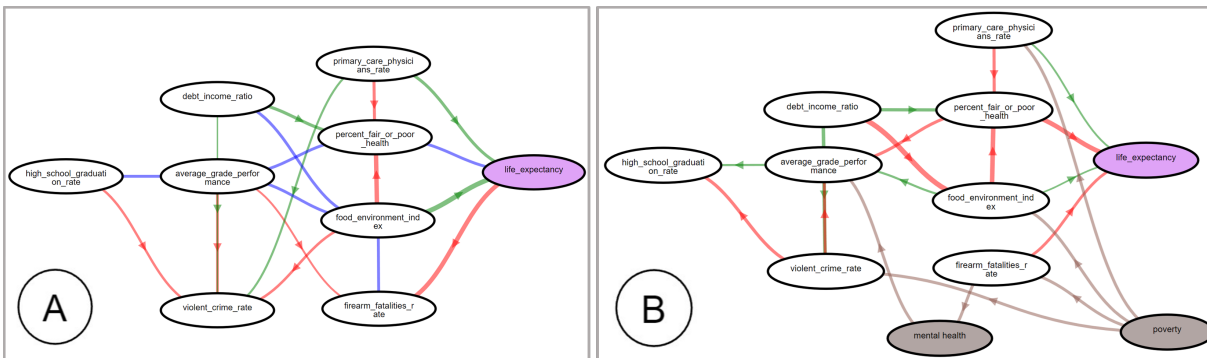 primary_care_physici
ans_rate
debt_income_ratio
percent_fair_or_poor
_health
high_school_graduati
on_rate
average_grade_perfor
mance
life_expectancy
food_environment_ind
ex
violent_crime_rate
firearm_fatalities_r
ate
A
primary_care_physici
ans_rate
debt_income_ratio
percent_fair_or_poor
_health
high_school_graduati
on_rate
average_grade_perfor
mance
life_expectancy
food_environment_ind
ex
violent_crime_rate
firearm_fatalities_r
ate
B
mental health
poverty